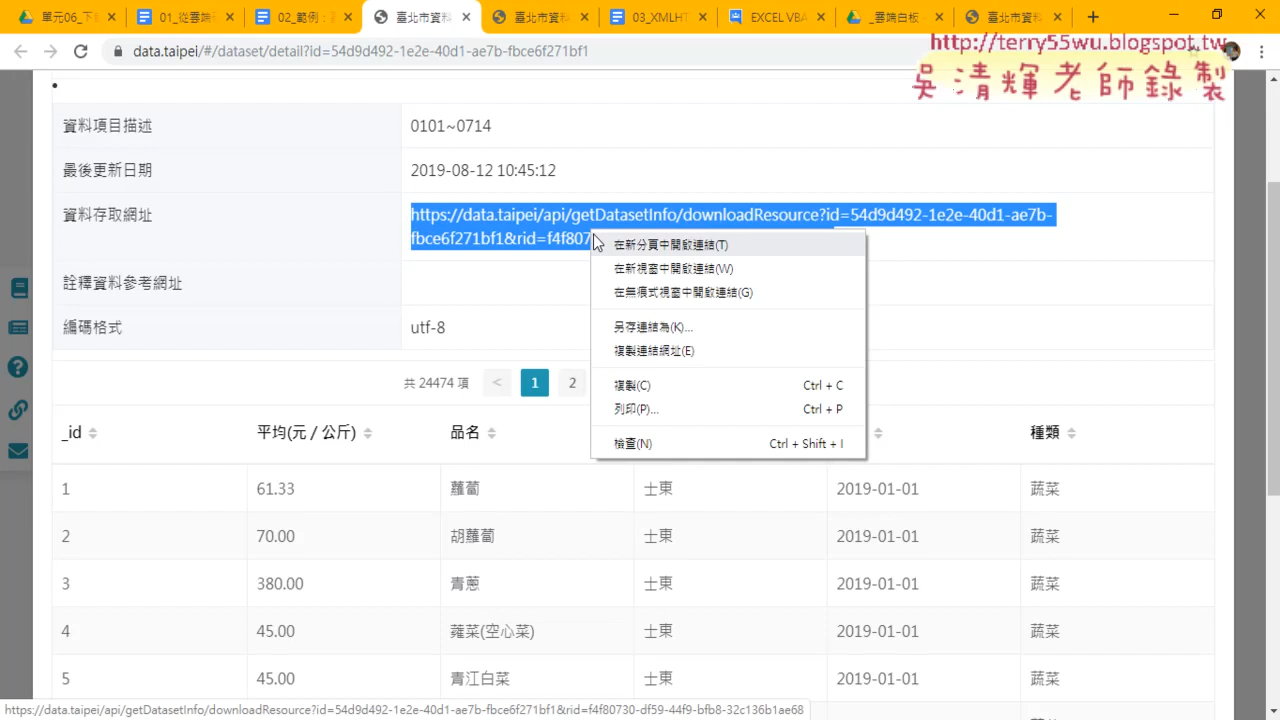 單元06_下
01_從雲端
02_範例：
臺北市資料
臺北市資料
03_XMLHT
EXCEL VBA
_雲端白板
臺北市資料
data.taipei/#/dataset/detail?id=54d9d492-1e2e-40d1-ae7b-fbce6f271bf1
http://terry55wu.blogspot.tw
吳清輝老師錄製
資料項目描述 0101~0714
最後更新日期 2019-08-12 10:45:12
資料存取網址 https://data.taipei/api/getDatasetInfo/downloadResource?id=54d9d492-1e2e-40d1-ae7b-
fbce6f271bf1&rid=f4f807
詮釋資料參考網址
編碼格式 utf-8
在新分頁中開啟連結(T)
在新視窗中開啟連結(W)
在無痕式視窗中開啟連結(G)
另存連結為(K)...
複製連結網址(E)
複製(C) Ctrl + C
列印(P)... Ctrl + P
檢查(N) Ctrl + Shift + I
共 24474 項 < 1 2
_id 平均(元 / 公斤) 品名 種類
1 61.33 蘿蔔 士東 2019-01-01 蔬菜
2 70.00 胡蘿蔔 士東 2019-01-01 蔬菜
3 380.00 青蔥 士東 2019-01-01 蔬菜
4 45.00 蕹菜(空心菜) 士東 2019-01-01 蔬菜
5 45.00 青江白菜 士東 2019-01-01 蔬菜
https://data.taipei/api/getDatasetInfo/downloadResource?id=54d9d492-1e2e-40d1-ae7b-fbce6f271bf1&rid=f4f80730-df59-44f9-bfb8-32c136b1ae68